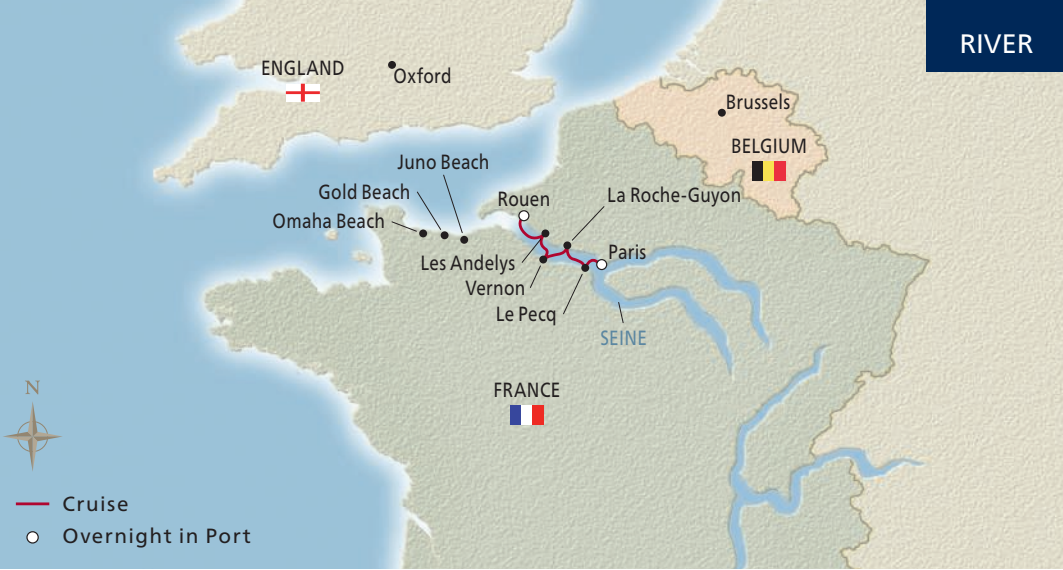 RIVER
ENGLAND
Oxford
Brussels
BELGIUM
Juno Beach
Gold Beach
Omaha Beach
Rouen
La Roche-Guyon
Les Andelys
Paris
Vernon
Le Pecq
SEINE
FRANCE
N
Cruise
Overnight in Port